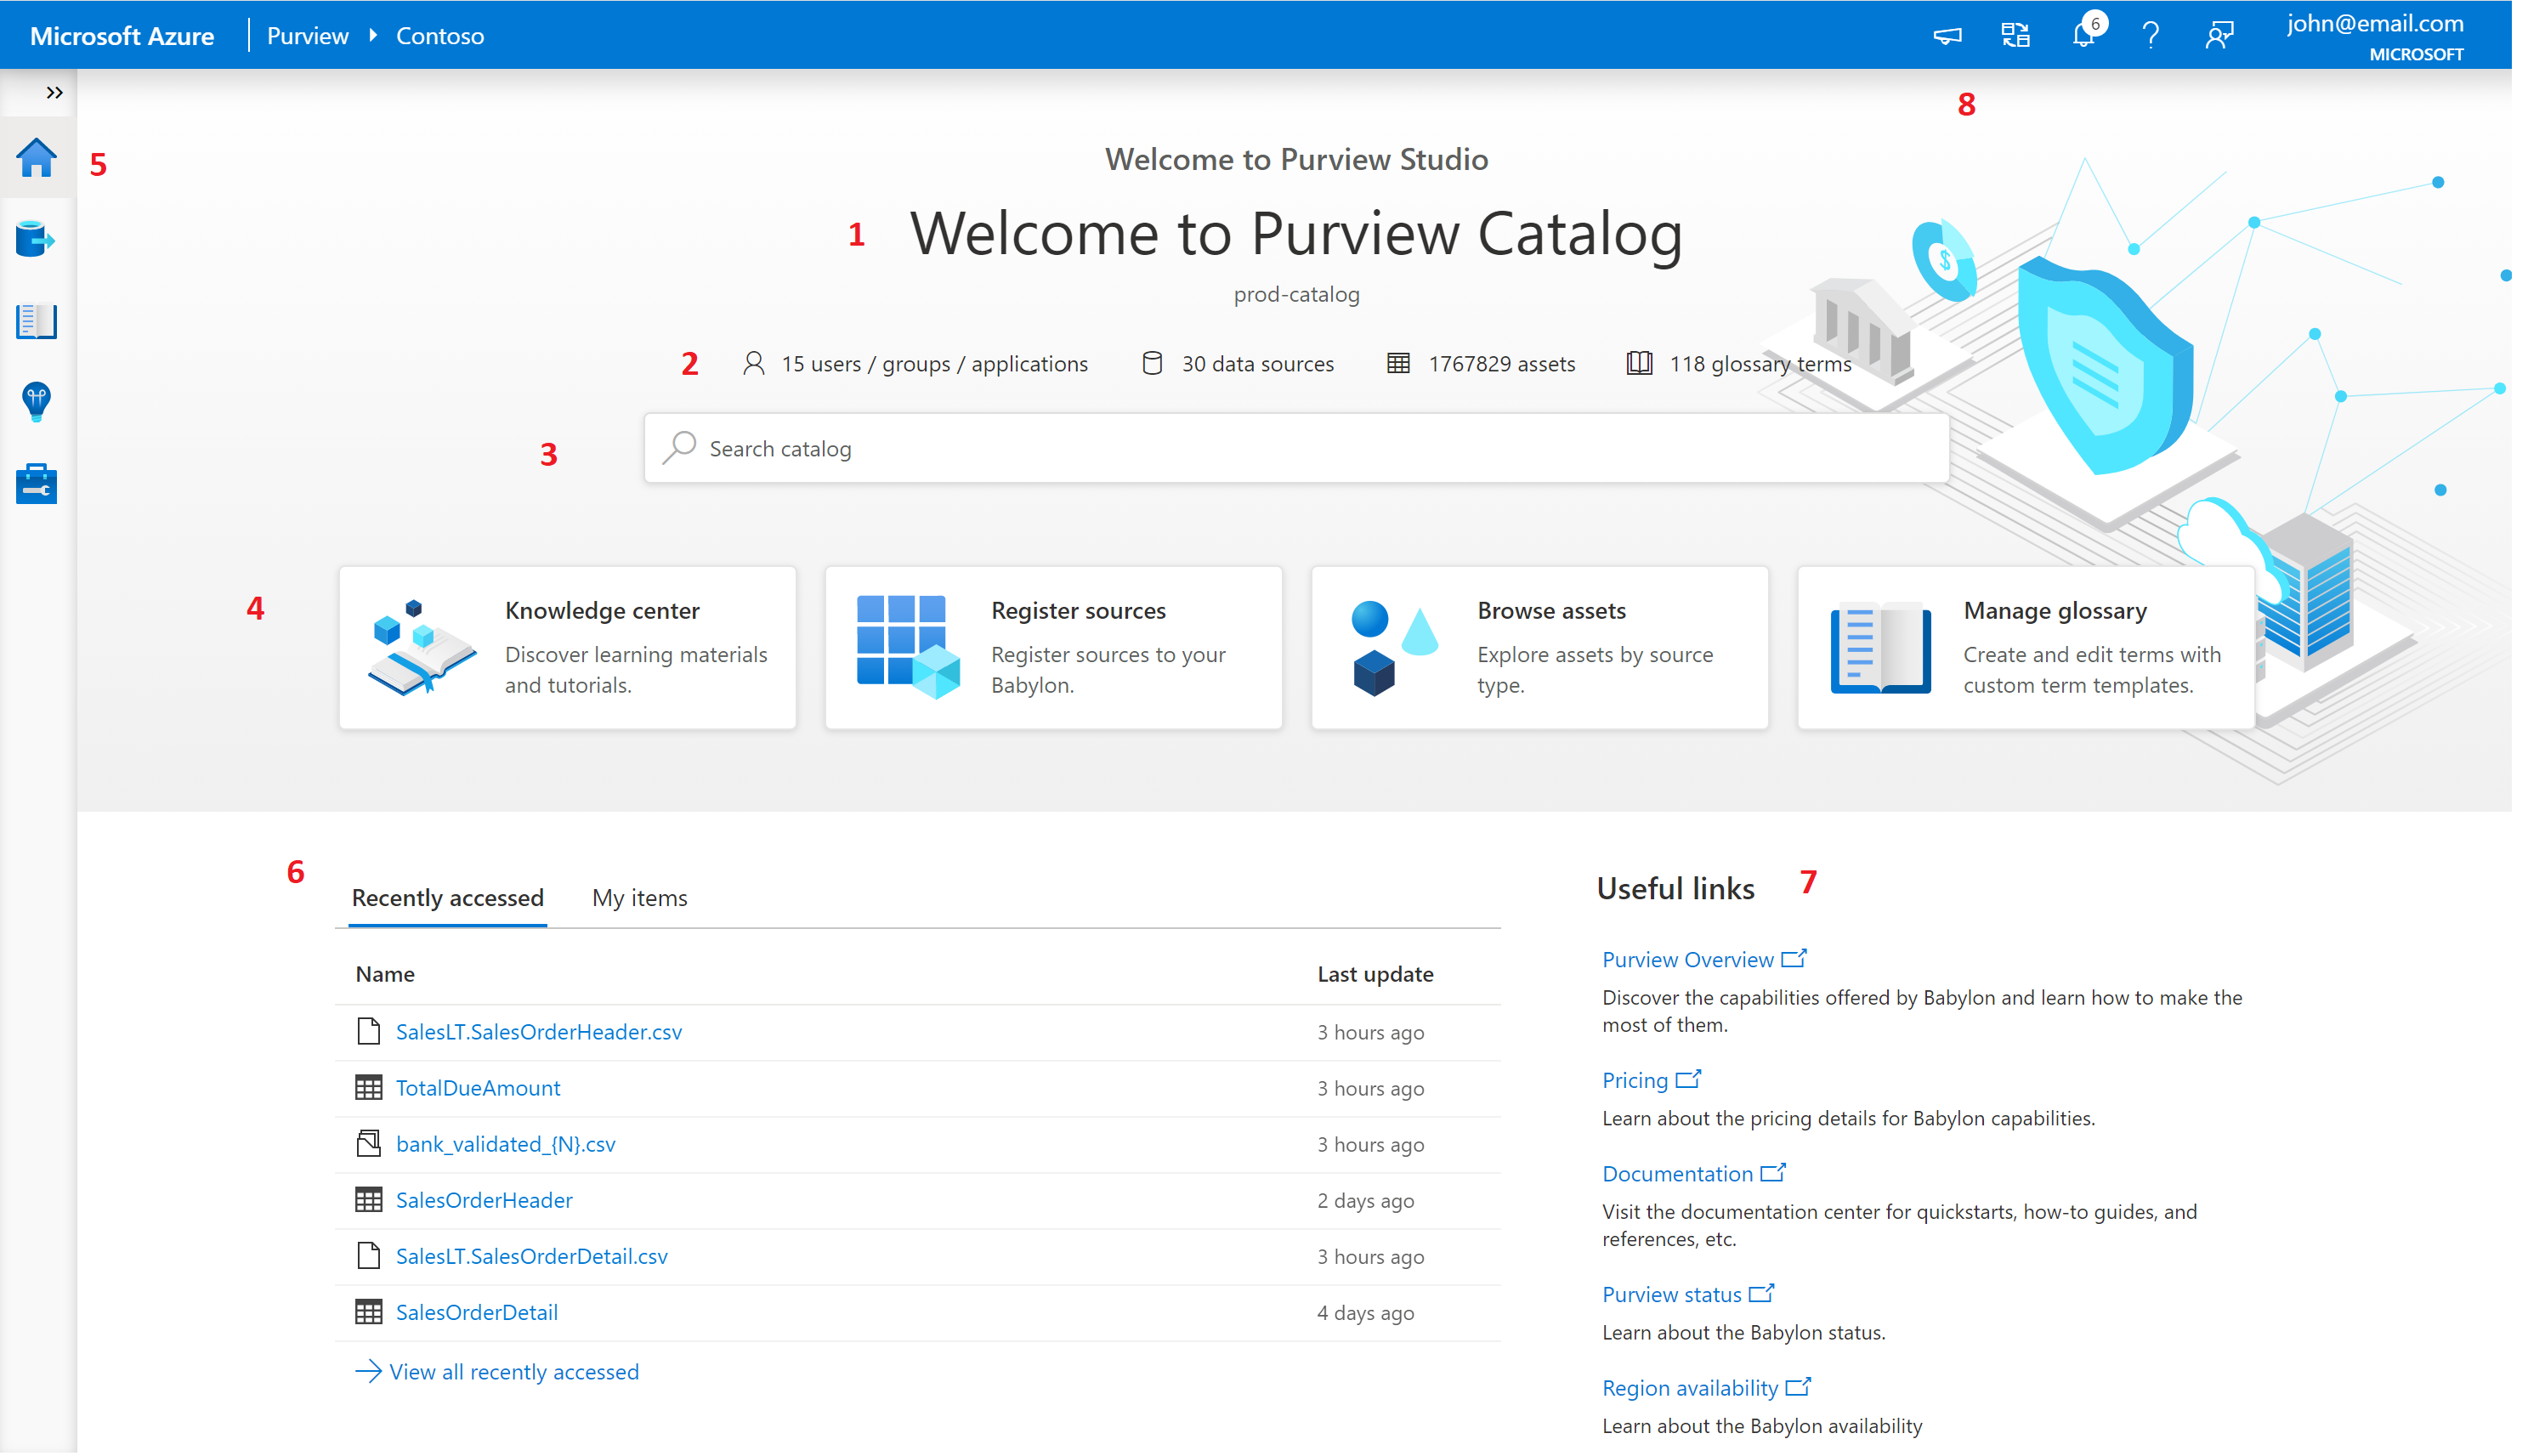 Microsoft Azure
Purview
Contoso
6
john@email.com
MICROSOFT
8
5
Welcome to Purview Studio
1
Welcome to Purview Catalog
prod-catalog
2
15 users / groups / applications
30 data sources
1767829 assets
118 glossary terms
3
Search catalog
4
Knowledge center
Discover learning materials
and tutorials.
Register sources
Register sources to your
Babylon.
Browse assets
Explore assets by source
type.
Manage glossary
Create and edit terms with
custom term templates.
6
Recently accessed
My items
Name
Last update
SalesLT.SalesOrderHeader.csv
3 hours ago
TotalDueAmount
3 hours ago
bank_validated_{N}.csv
3 hours ago
SalesOrderHeader
2 days ago
SalesLT.SalesOrderDetail.csv
3 hours ago
SalesOrderDetail
4 days ago
View all recently accessed
Useful links
7
Purview Overview
Discover the capabilities offered by Babylon and learn how to make the
most of them.
Pricing
Learn about the pricing details for Babylon capabilities.
Documentation
Visit the documentation center for quickstarts, how-to guides, and
references, etc.
Purview status
Learn about the Babylon status.
Region availability
Learn about the Babylon availability